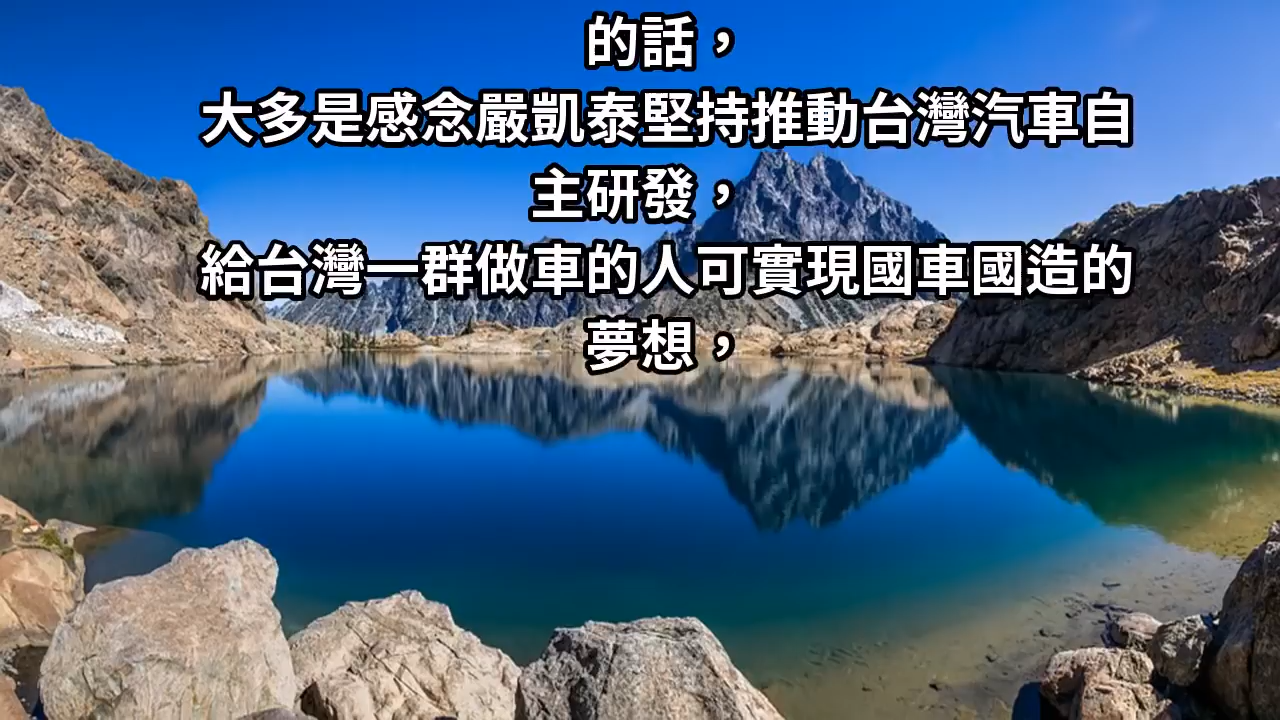 的話，
大多是感念嚴凱泰堅持推動台灣汽車自
主研發，
給台灣一群做車的人可實現國車國造的
夢想，